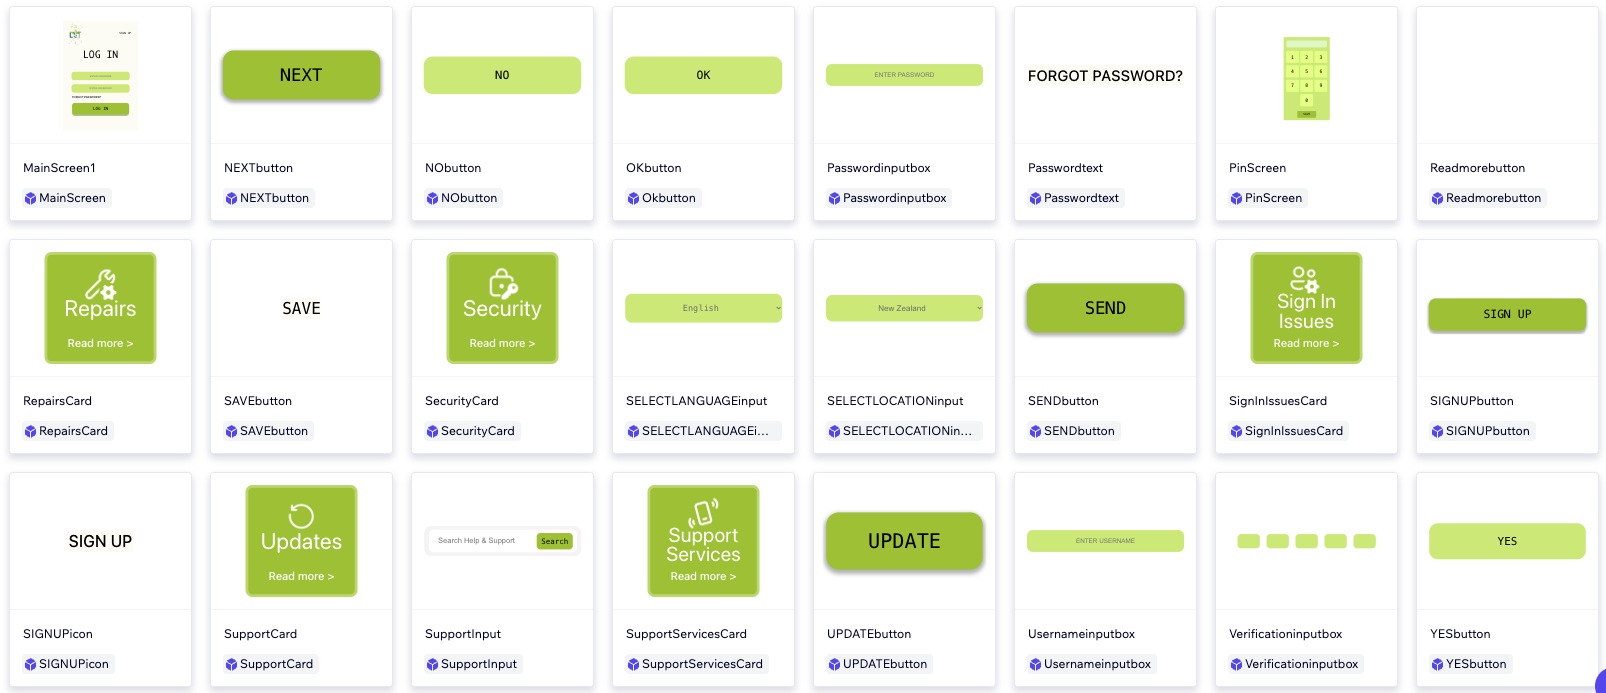 SIGN UP
LOG IN
LOG IN
NEXT
NO
OK
ENTER PASSWORD
FORGOT PASSWORD?
1 2 3
4 5 6
7 8 9
0
MainScreen1
NEXTbutton
NObutton
OKbutton
Passwordinputbox
Passwordtext
PinScreen
Readmorebutton
MainScreen
NEXTbutton
NObutton
Okbutton
Passwordinputbox
Passwordtext
PinScreen
Readmorebutton
Repairs
Read more >
SAVE
Security
Read more >
English
New Zealand
SEND
Sign In
Issues
Read more >
SIGN UP
RepairsCard
SAVEbutton
SecurityCard
SELECTLANGUAGEinput
SELECTLOCATIONinput
SENDbutton
SignInIssuesCard
SIGNUPbutton
RepairsCard
SAVEbutton
SecurityCard
SELECTLANGUAGEi...
SELECTLOCATIONin...
SENDbutton
SignInIssuesCard
SIGNUPbutton
SIGN UP
Updates
Read more >
Search Help & Support
Search
Support
Services
Read more >
UPDATE
ENTER USERNAME
YES
SIGNUPicon
SupportCard
SupportInput
SupportServicesCard
UPDATEbutton
Usernameinputbox
Verificationinputbox
YESbutton
SIGNUPicon
SupportCard
SupportInput
SupportServicesCard
UPDATEbutton
Usernameinputbox
Verificationinputbox
YESbutton